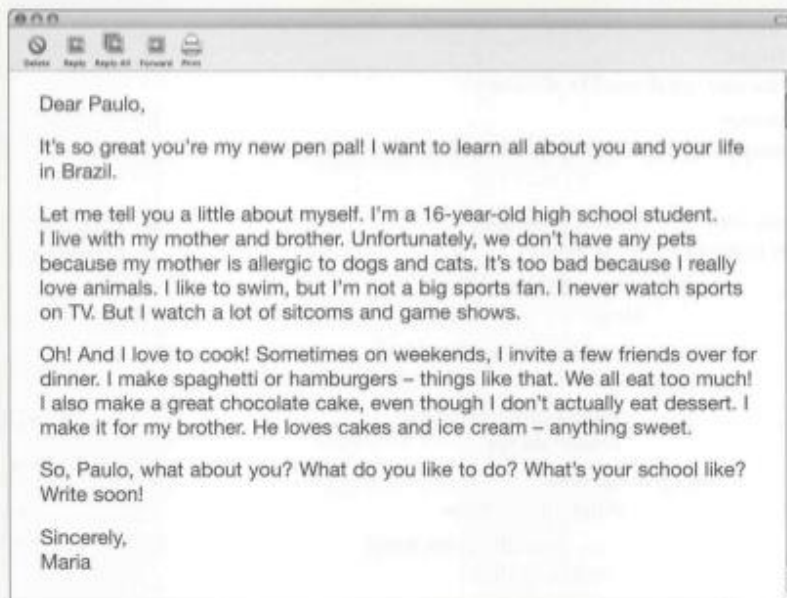 Delete Reply Reply All Forward Print
Dear Paulo,
It's so great you're my new pen pal! I want to learn all about you and your life
in Brazil.
Let me tell you a little about myself. I'm a 16-year-old high school student.
I live with my mother and brother. Unfortunately, we don't have any pets
because my mother is allergic to dogs and cats. It's too bad because I really
love animals. I like to swim, but I'm not a big sports fan. I never watch sports
on TV. But I watch a lot of sitcoms and game shows.
Oh! And I love to cook! Sometimes on weekends, I invite a few friends over for
dinner. I make spaghetti or hamburgers – things like that. We all eat too much!
I also make a great chocolate cake, even though I don't actually eat dessert. I
make it for my brother. He loves cakes and ice cream – anything sweet.
So, Paulo, what about you? What do you like to do? What's your school like?
Write soon!
Sincerely,
Maria